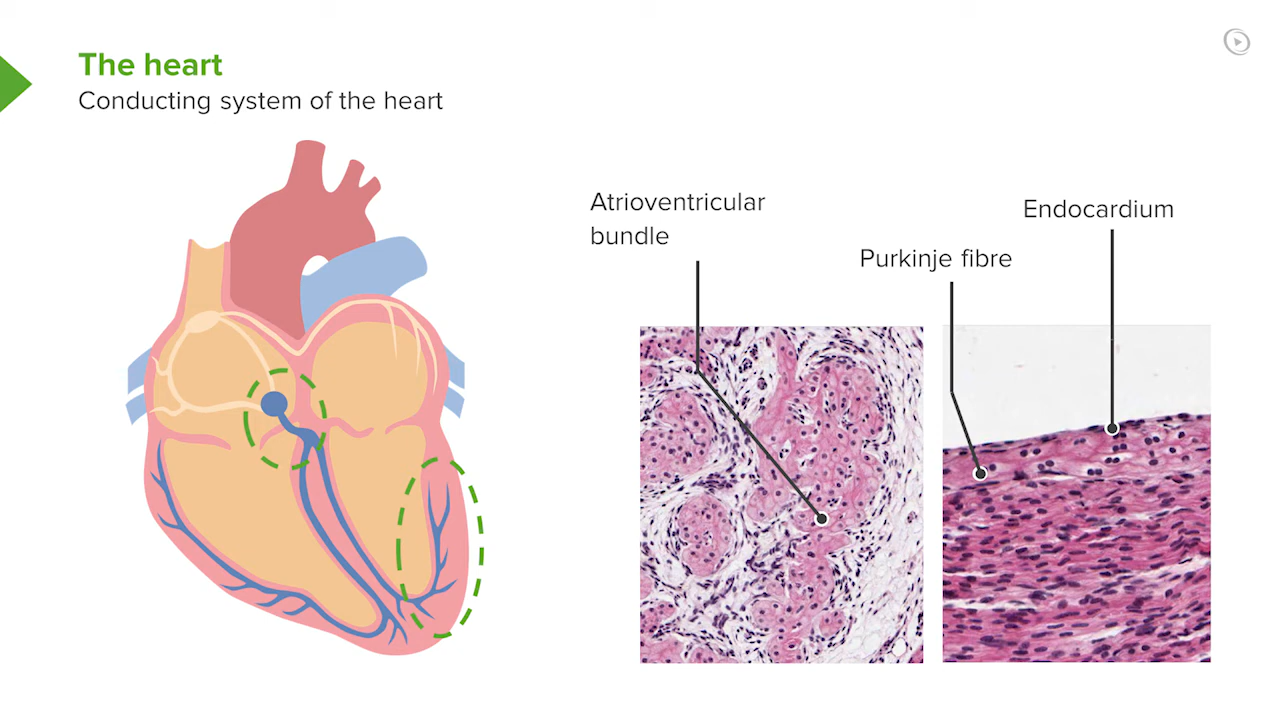 The heart
Conducting system of the heart
Atrioventricular
bundle
Purkinje fibre
Endocardium